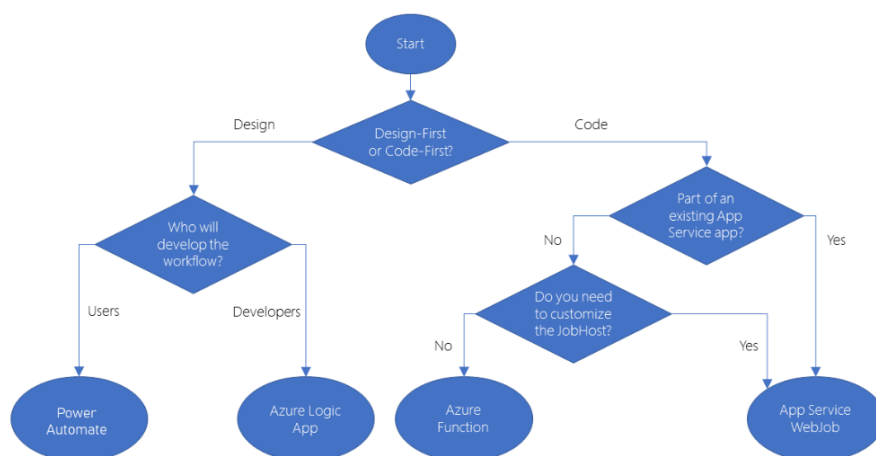 Start
Design
Design-First
or Code-First?
Code
Who will
develop the
workflow?
Part of an
existing App
Service app?
No
Yes
Users
Developers
Do you need
to customize
the JobHost?
No
Yes
Power
Automate
Azure Logic
App
Azure
Function
App Service
WebJob